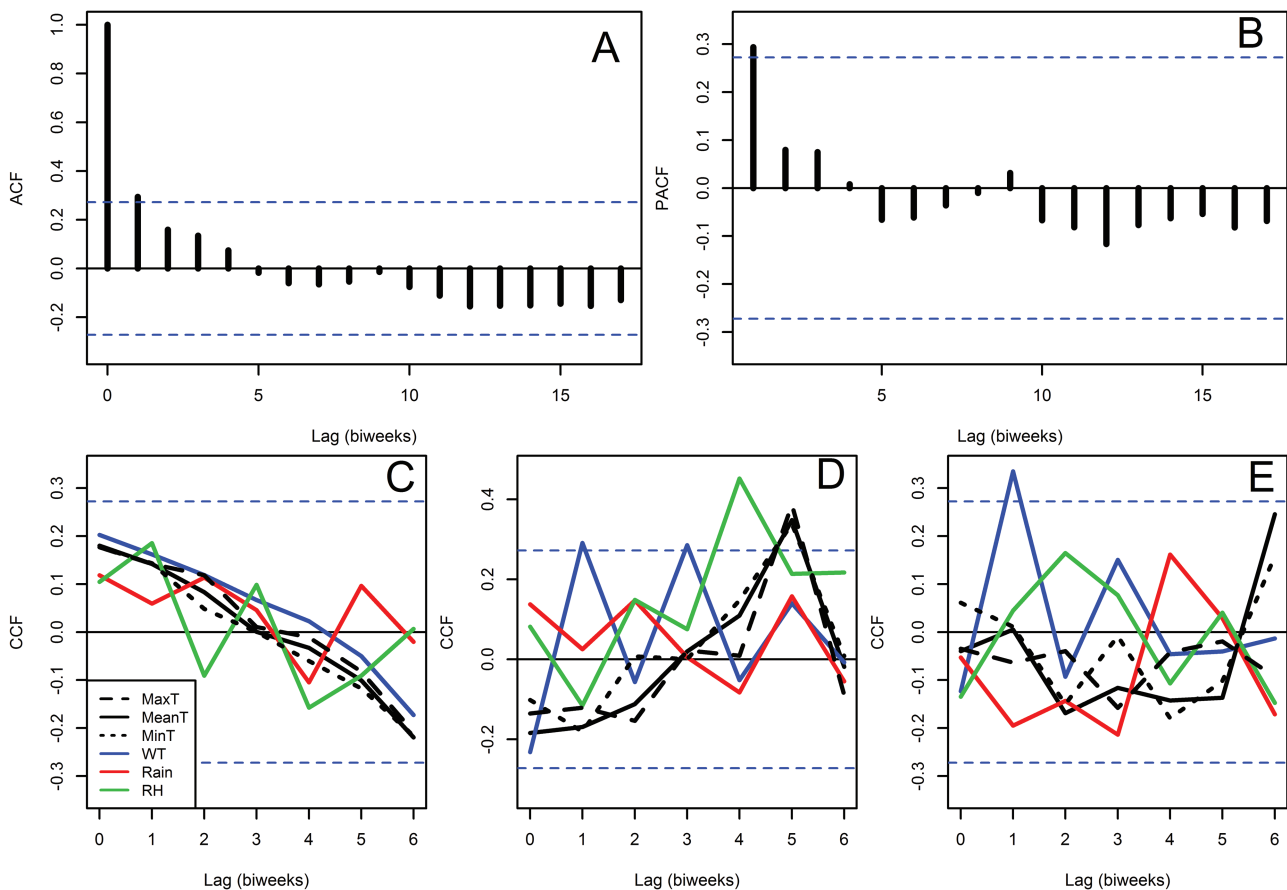 A
ACF
1.0
0.8
0.6
0.4
0.2
0.0
-0.2
0 5 10 15
Lag (biweeks)
B
PACF
0.3
0.2
0.1
0.0
-0.1
-0.2
-0.3
5 10 15
Lag (biweeks)
C
CCF
0.3
0.2
0.1
0.0
-0.1
-0.2
-0.3
MaxT
MeanT
MinT
WT
Rain
RH
0 1 2 3 4 5 6
Lag (biweeks)
D
CCF
0.4
0.2
0.0
-0.2
0 1 2 3 4 5 6
Lag (biweeks)
E
CCF
0.3
0.2
0.1
0.0
-0.1
-0.2
-0.3
0 1 2 3 4 5 6
Lag (biweeks)